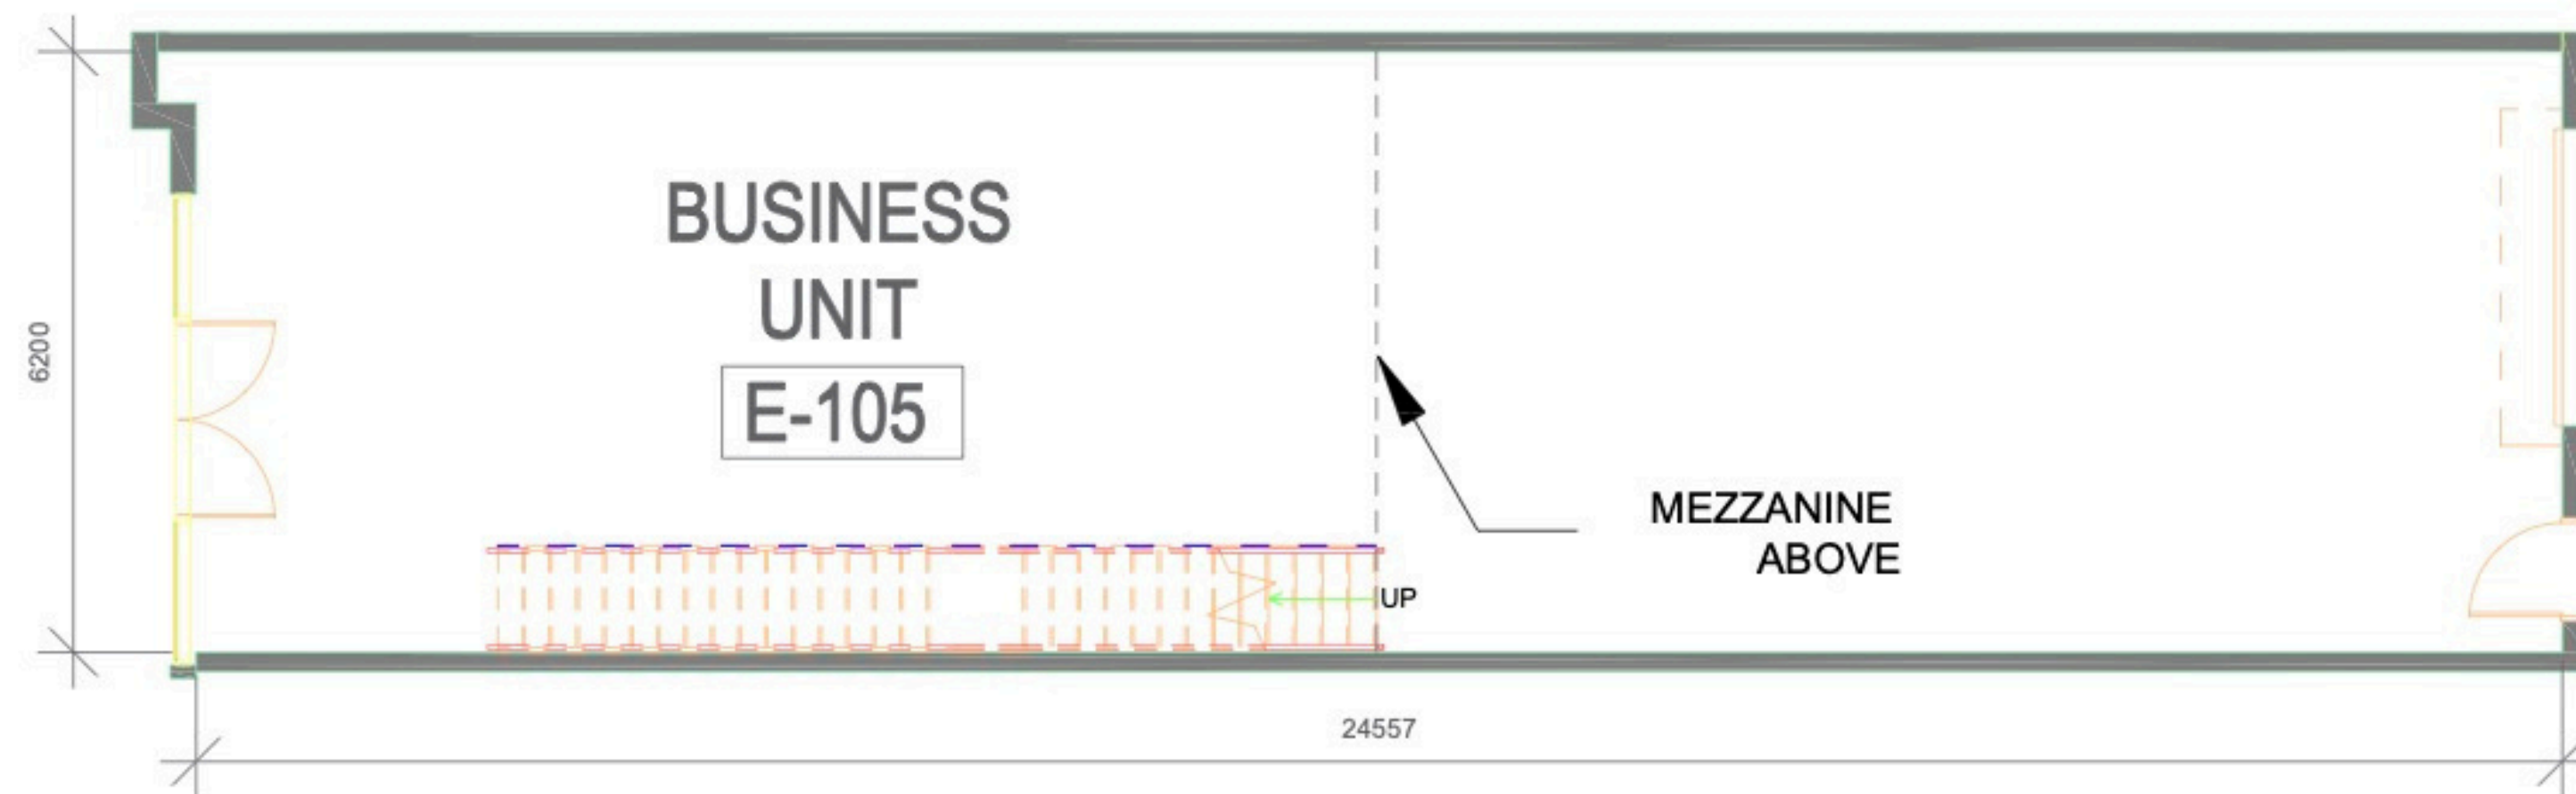 BUSINESS
UNIT
E-105
6200
MEZZANINE
ABOVE
UP
24557